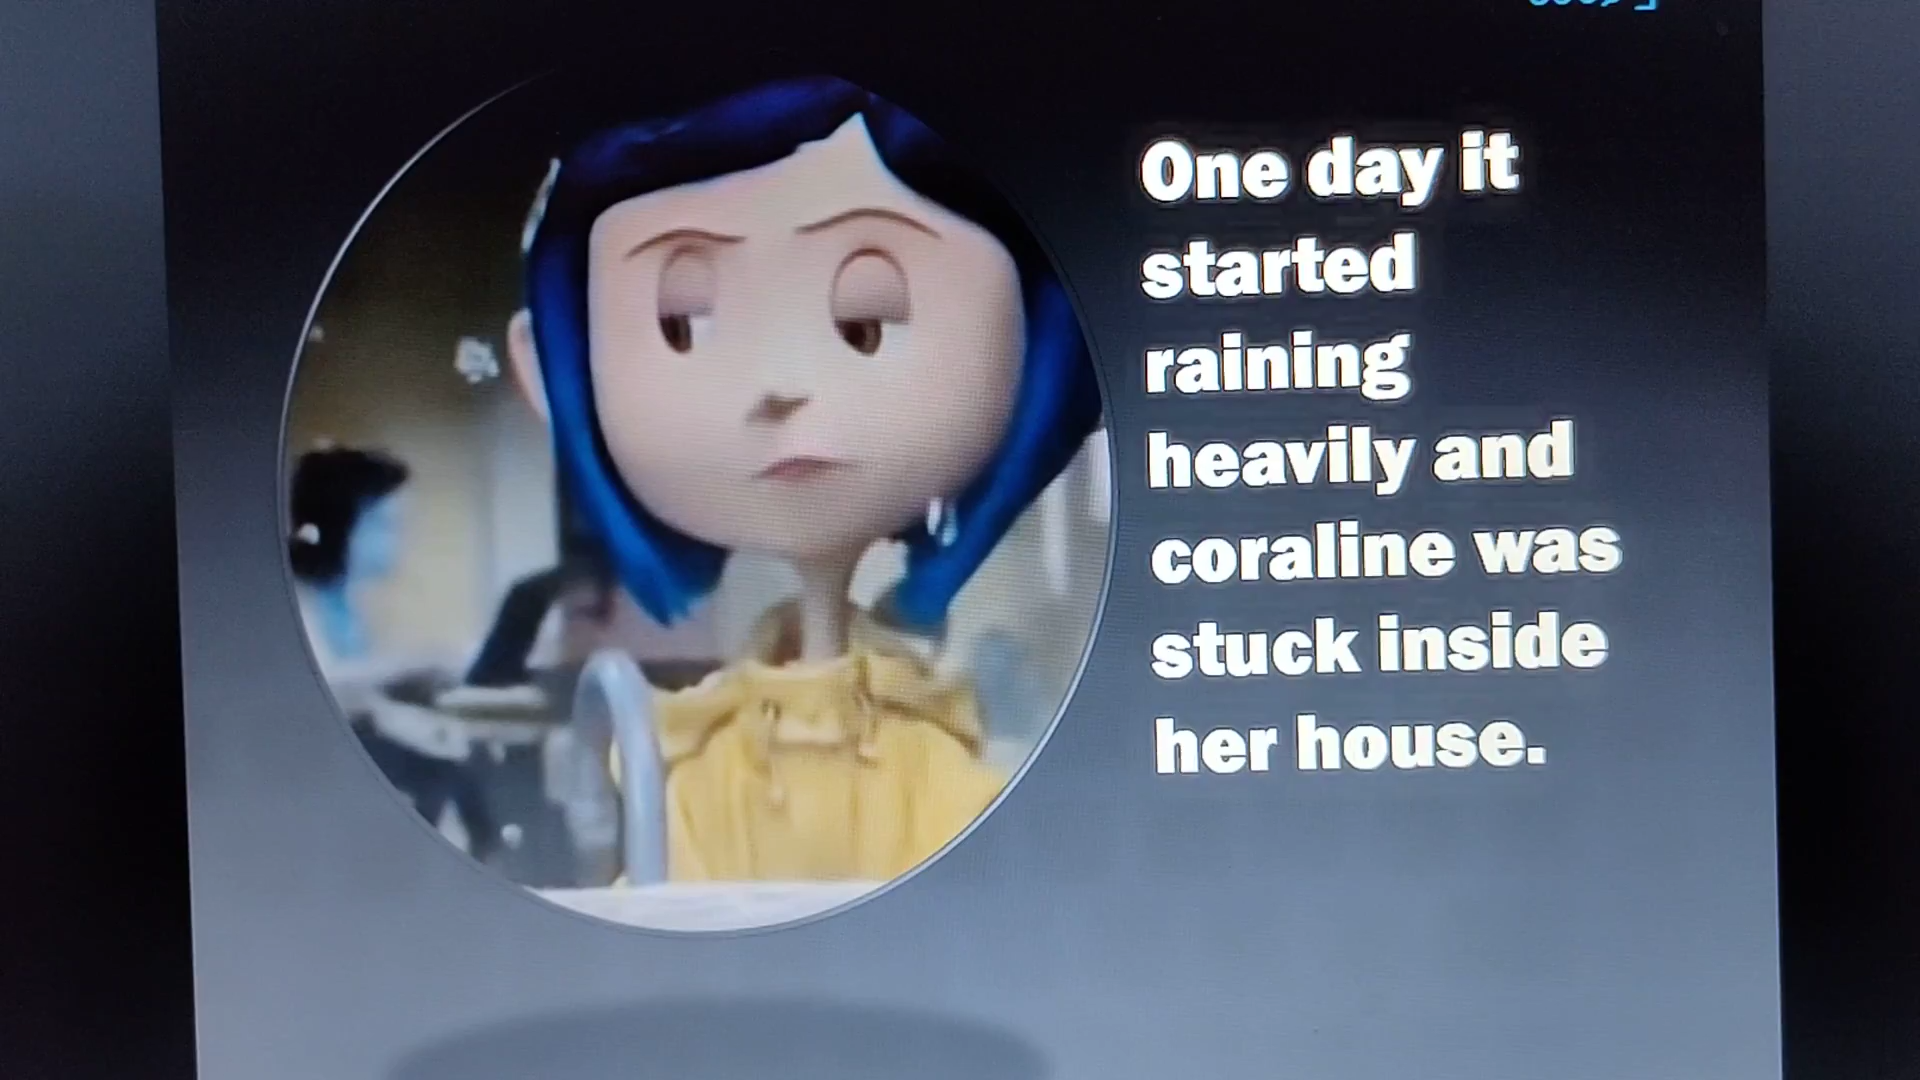 One day it
started
raining
heavily and
coraline was
stuck inside
her house.